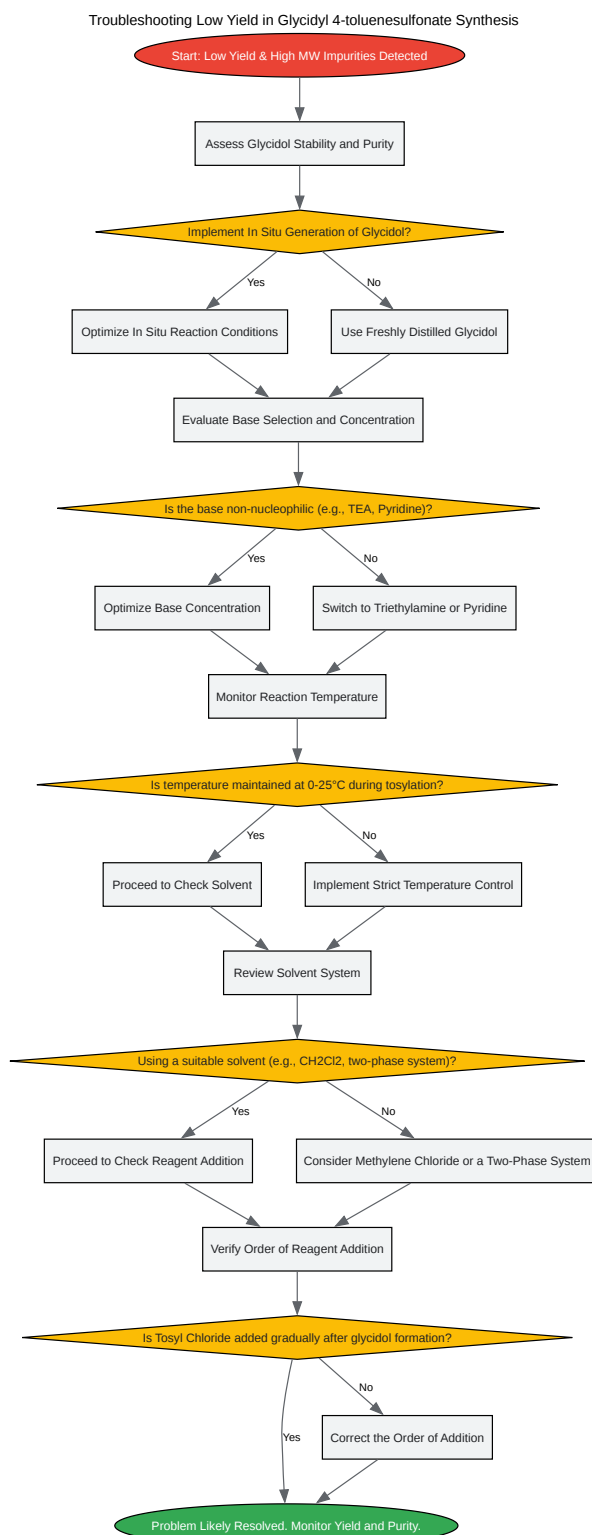 Troubleshooting Low Yield in Glycidyl 4-toluenesulfonate Synthesis
Start: Low Yield & High MW Impurities Detected
Assess Glycidol Stability and Purity
Implement In Situ Generation of Glycidol?
Yes
No
Optimize In Situ Reaction Conditions
Use Freshly Distilled Glycidol
Evaluate Base Selection and Concentration
Is the base non-nucleophilic (e.g., TEA, Pyridine)?
Yes
No
Optimize Base Concentration
Switch to Triethylamine or Pyridine
Monitor Reaction Temperature
Is temperature maintained at 0-25°C during tosylation?
Yes
No
Proceed to Check Solvent
Implement Strict Temperature Control
Review Solvent System
Using a suitable solvent (e.g., CH2Cl2, two-phase system)?
Yes
No
Proceed to Check Reagent Addition
Consider Methylene Chloride or a Two-Phase System
Verify Order of Reagent Addition
Is Tosyl Chloride added gradually after glycidol formation?
No
Yes
Correct the Order of Addition
Problem Likely Resolved. Monitor Yield and Purity.